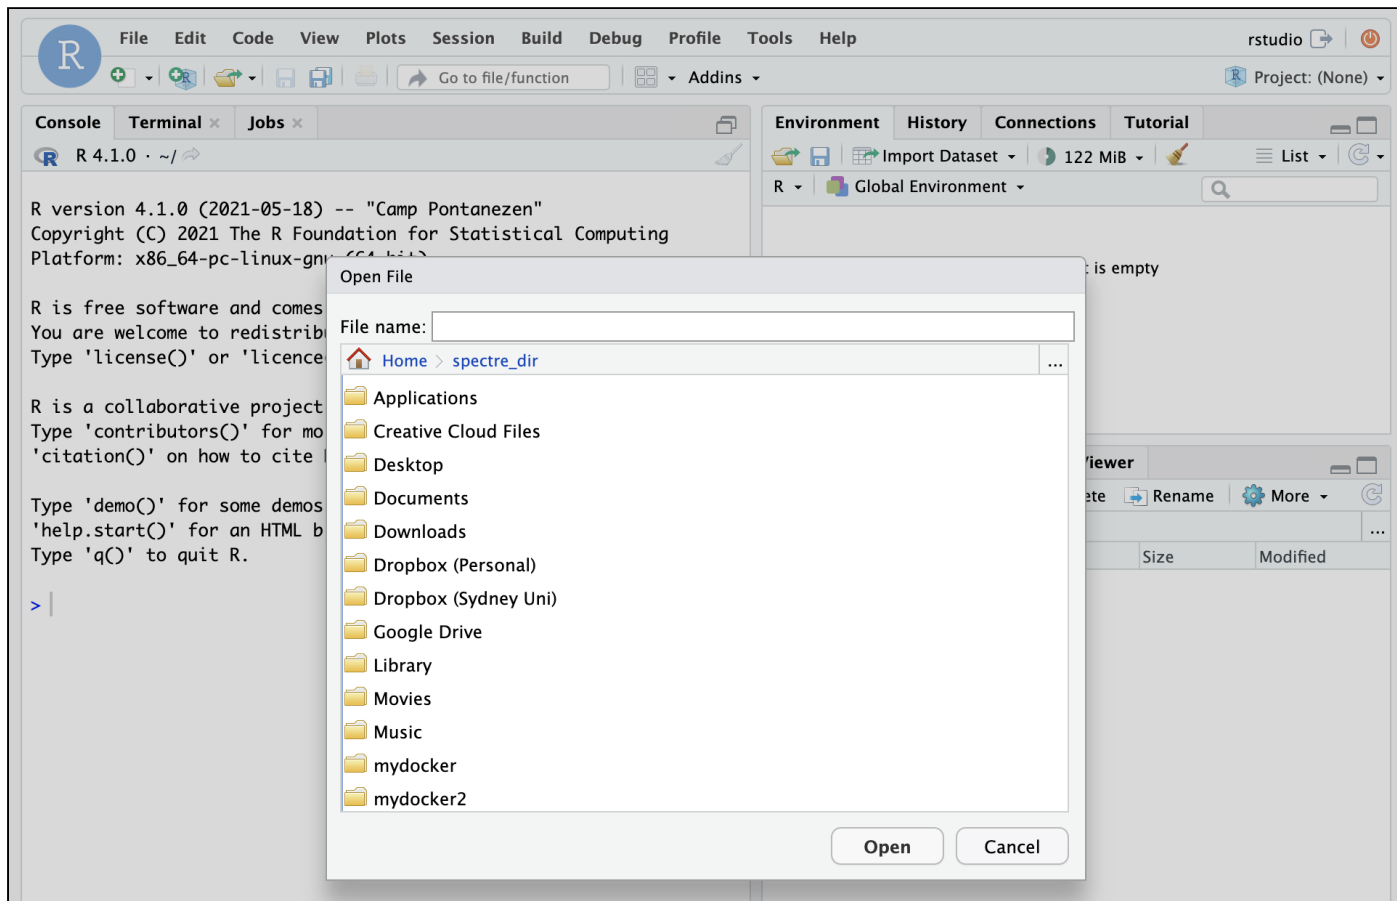 R
File Edit Code View Plots Session Build Debug Profile Tools Help
rstudio
Go to file/function
Addins
Project: (None)
Console Terminal Jobs
R 4.1.0 · ~/
R version 4.1.0 (2021-05-18) -- "Camp Pontanezen"
Copyright (C) 2021 The R Foundation for Statistical Computing
Platform: x86_64-pc-linux-gnu (64-bit)
R is free software and comes
You are welcome to redistrib
Type 'license()' or 'licence
R is a collaborative project
Type 'contributors()' for mo
'citation()' on how to cite
Type 'demo()' for some demos
'help.start()' for an HTML b
Type 'q()' to quit R.
>
Environment History Connections Tutorial
Import Dataset 122 MiB List
R Global Environment
is empty
Viewer
Rename More
...
Size Modified
Open File
File name:
Home > spectre_dir ...
Applications
Creative Cloud Files
Desktop
Documents
Downloads
Dropbox (Personal)
Dropbox (Sydney Uni)
Google Drive
Library
Movies
Music
mydocker
mydocker2
Open Cancel